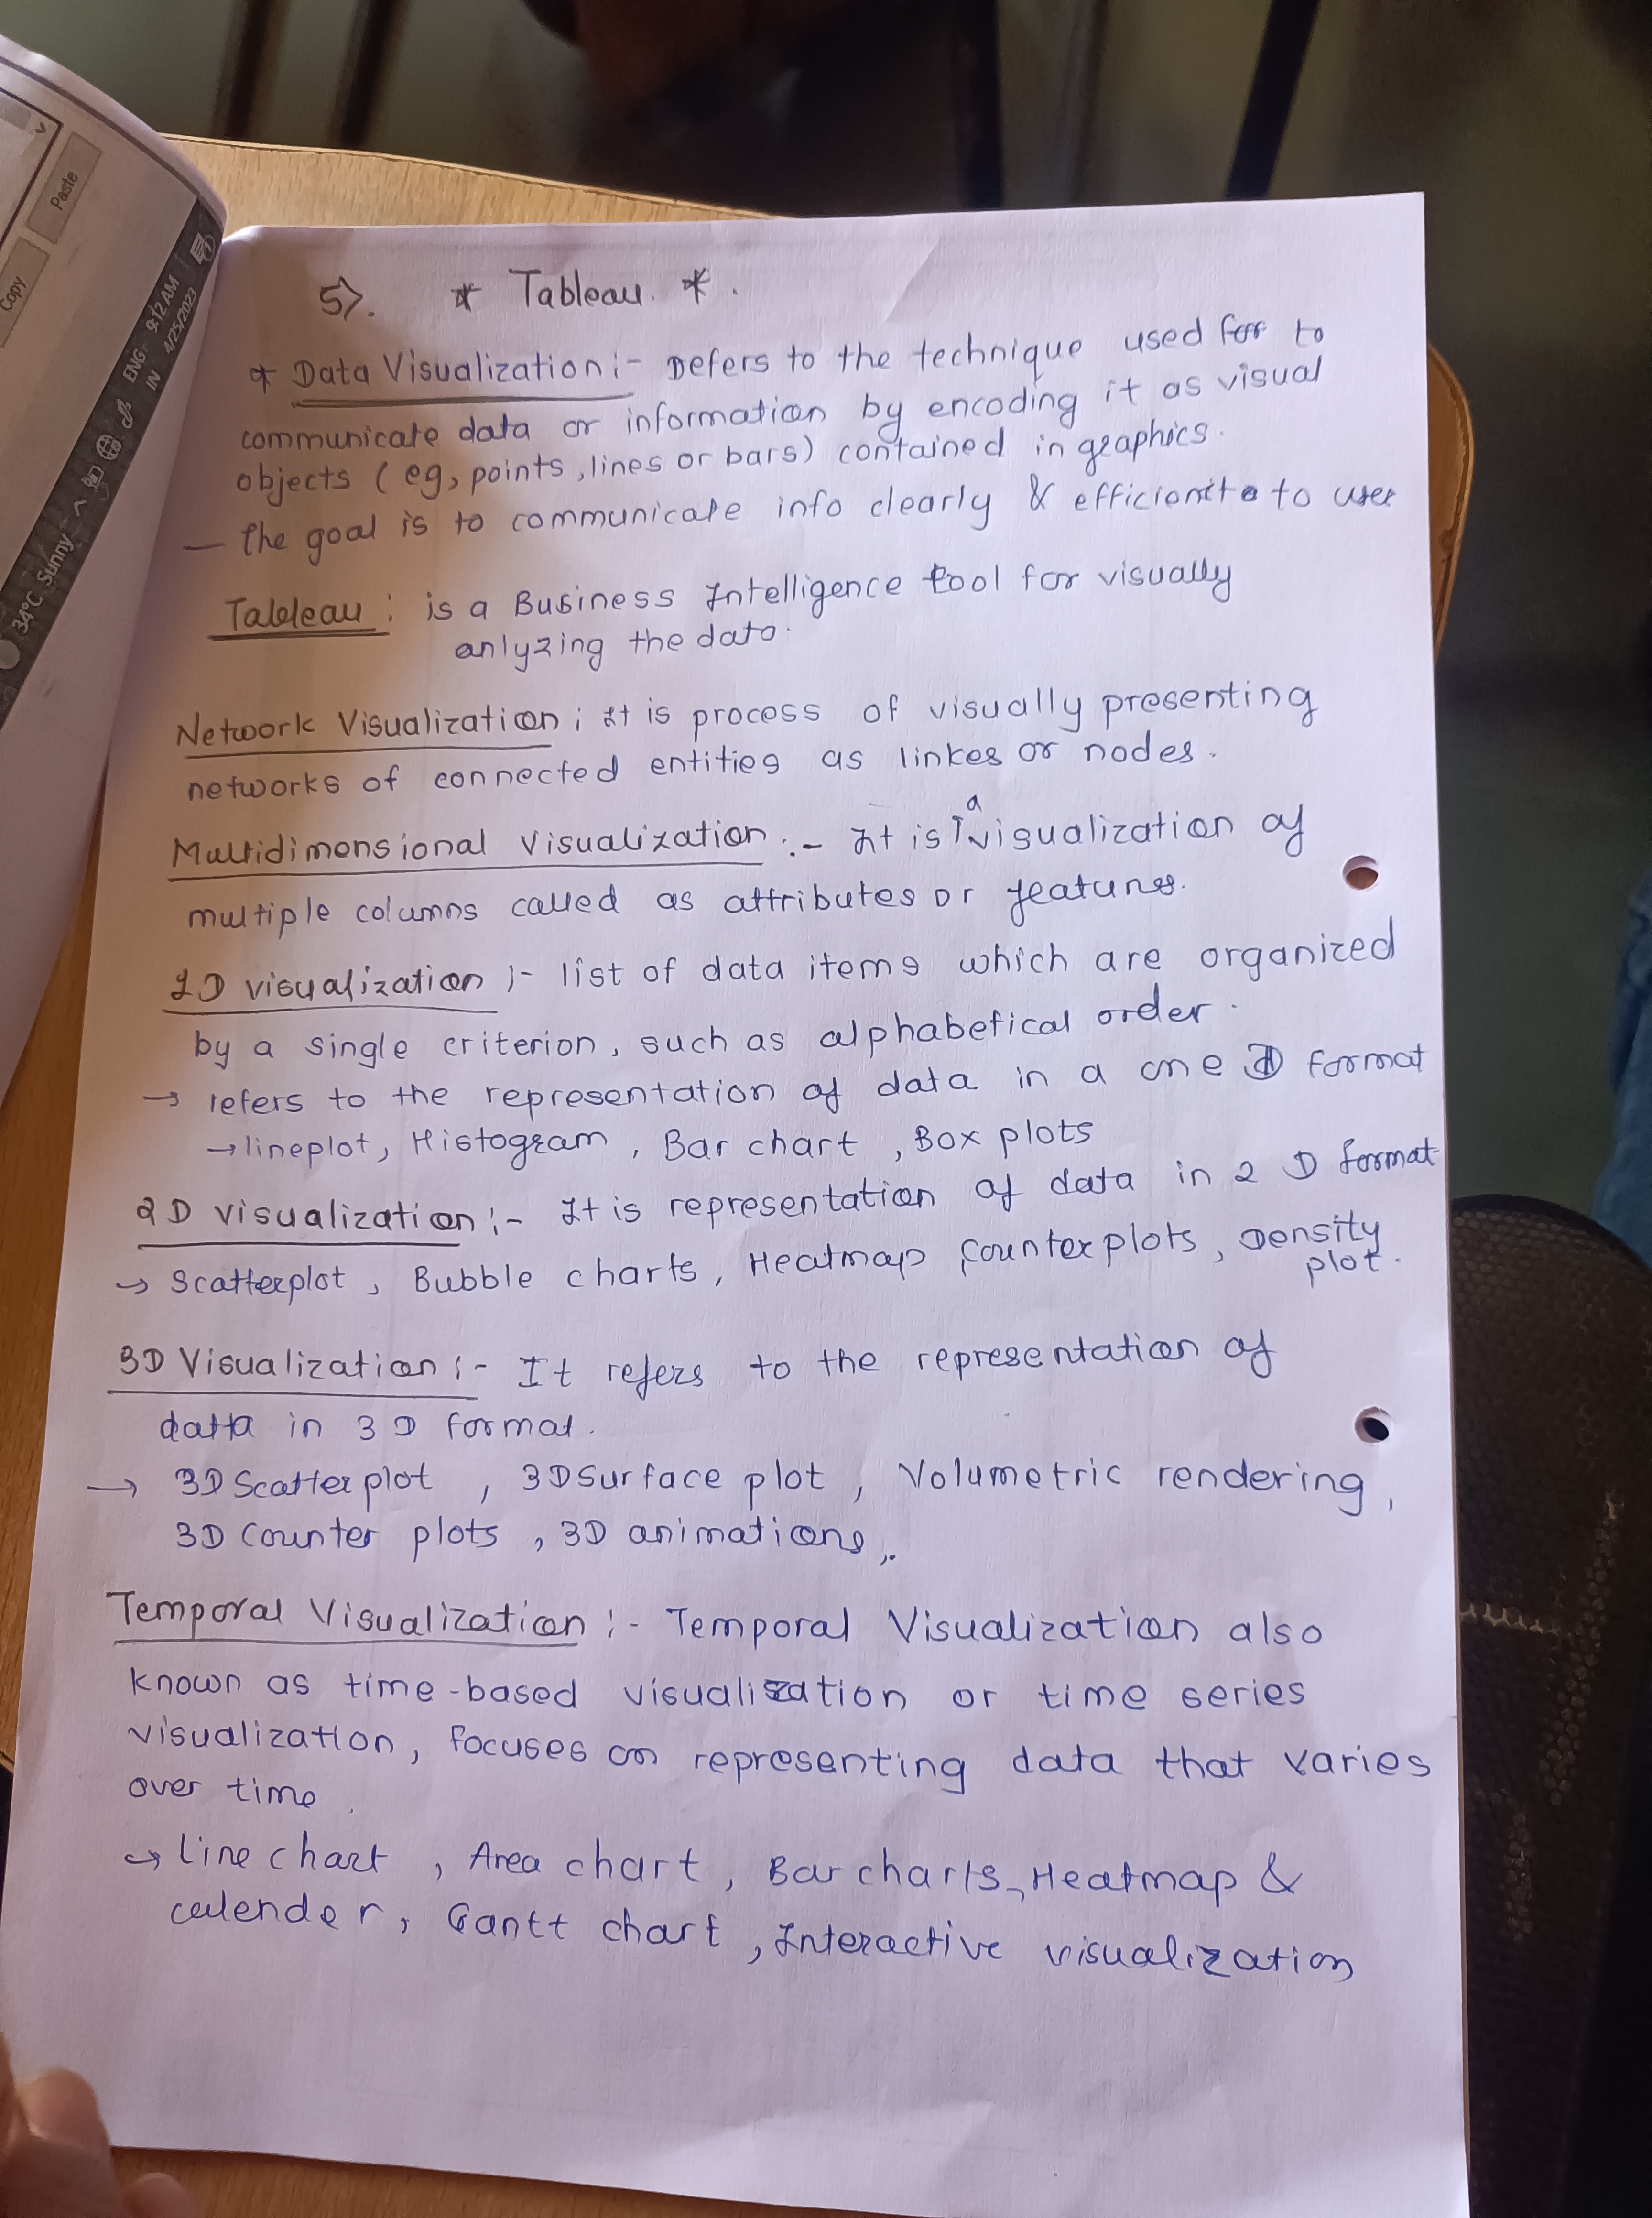 Copy
Paste
34°C Sunny
ENG
IN
9:12 AM
4/25/2023
5). * Tableau. * .
* Data Visualization :- Defers to the technique used for to
communicate data or information by encoding it as visual
objects (eg, points, lines or bars) contained in graphics.
— the goal is to communicate info clearly & to user
Tableau : is a Business Intelligence tool for visually
anlyzing the data.
Network Visualization ; It is process of visually presenting
networks of connected entities as linkes or nodes.
Multidimensional Visualization :- It is a visualization of
multiple columns called as attributes or features.
1D visualization :- list of data items which are organized
by a single criterion, such as alphabetical order.
→ refers to the representation of data in a one D format
→ lineplot, Histogram, Bar chart, Box plots
2D visualization :- It is representation of data in 2 D format
→ Scatterplot, Bubble charts, Heatmap, Counter plots, Density
plot.
3D Visualization :- It refers to the representation of
datta in 3 D format.
→ 3D Scatter plot, 3D Surface plot, Volumetric rendering,
3D Counter plots, 3D animations,.
Temporal Visualization :- Temporal Visualization also
known as time-based visualization or time series
visualization, focuses on representing data that varies
over time.
→ line chart, Area chart, Bar charts, Heatmap &
calender, Gantt chart, Interactive visualization